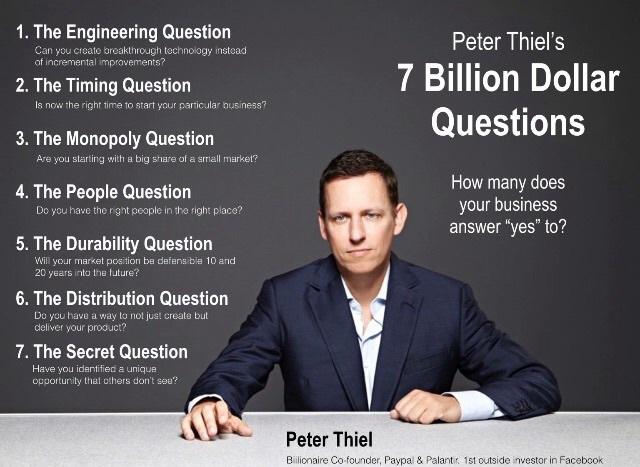 1. The Engineering Question
Can you create breakthrough technology instead
of incremental improvements?
2. The Timing Question
Is now the right time to start your particular business?
3. The Monopoly Question
Are you starting with a big share of a small market?
4. The People Question
Do you have the right people in the right place?
5. The Durability Question
Will your market position be defensible 10 and
20 years into the future?
6. The Distribution Question
Do you have a way to not just create but
deliver your product?
7. The Secret Question
Have you identified a unique
opportunity that others don't see?
Peter Thiel's
7 Billion Dollar
Questions
How many does
your business
answer “yes” to?
Peter Thiel
Biilionaire Co-founder, Paypal & Palantir. 1st outside investor in Facebook